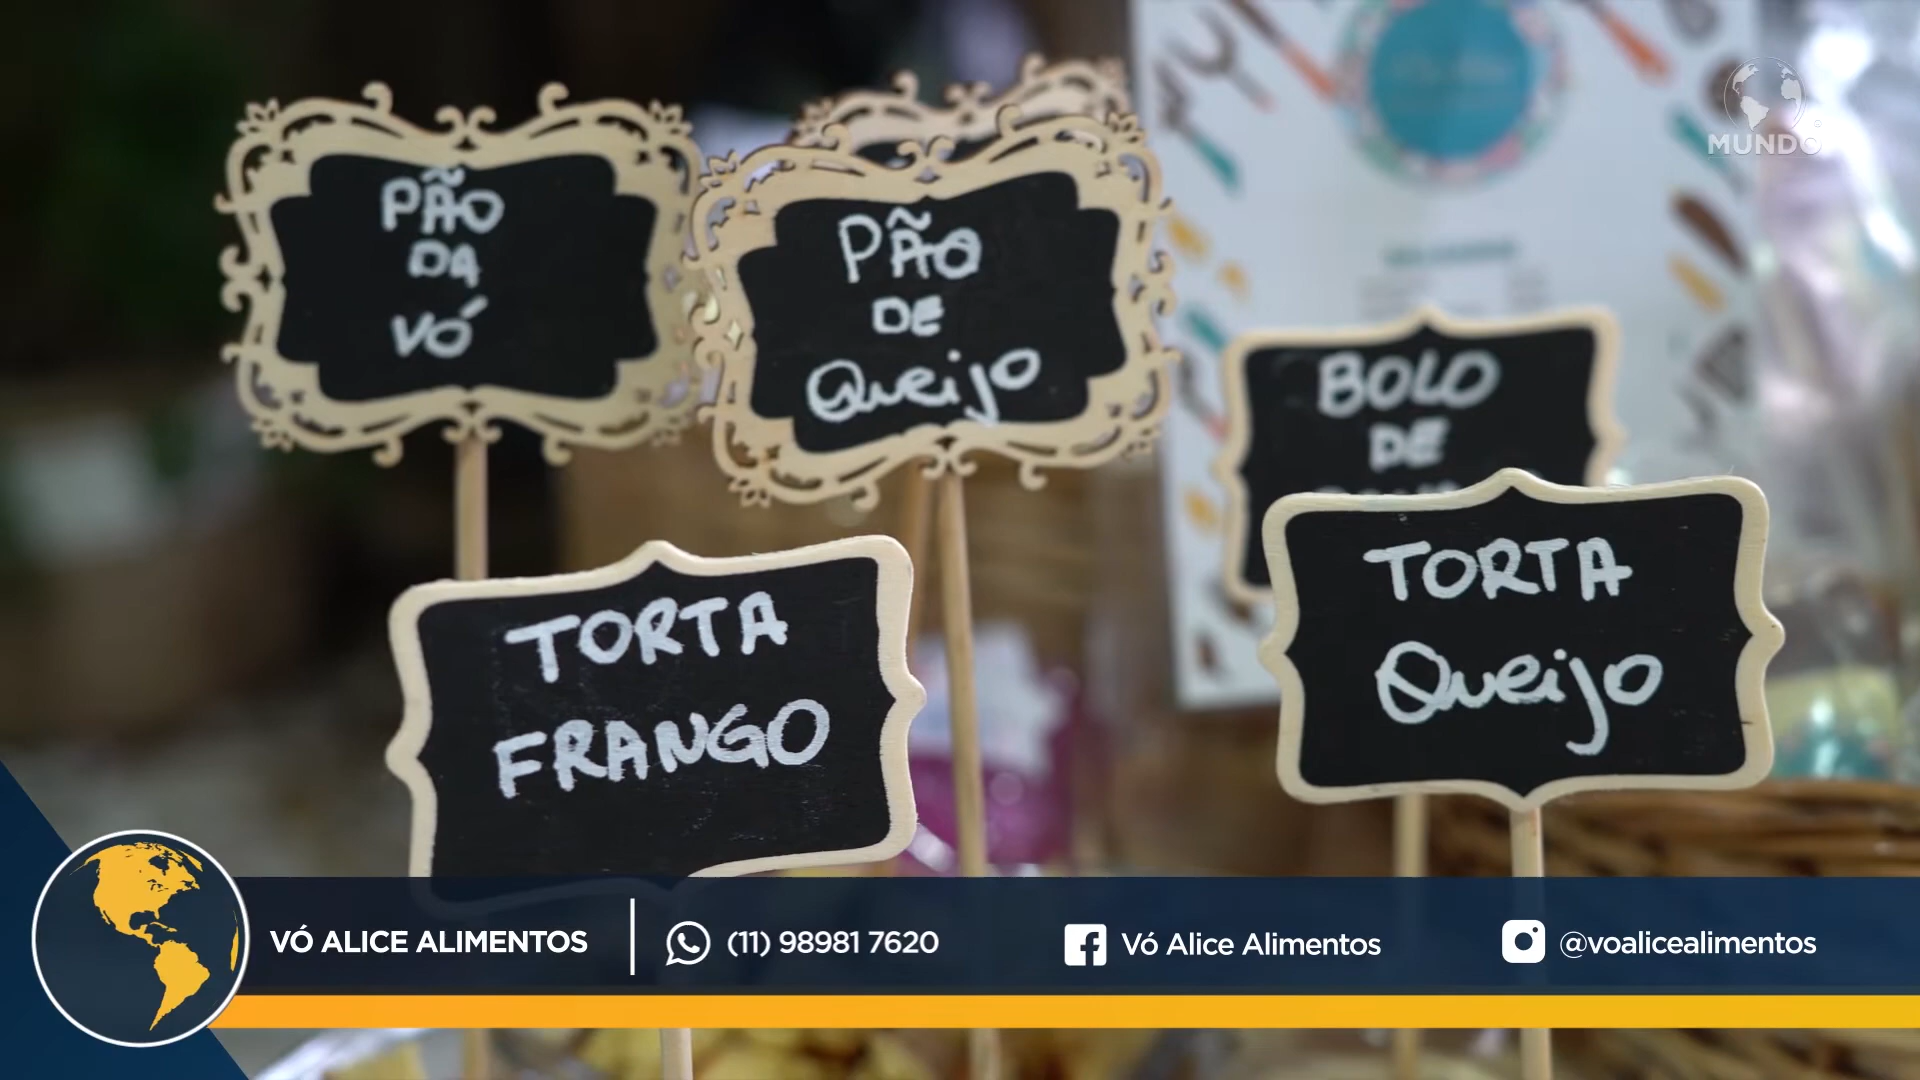 MUNDO
PÃO
DA
VÓ
PÃO
DE
Queijo
BOLO
DE
TORTA
FRANGO
TORTA
Queijo
VÓ ALICE ALIMENTOS
(11) 98981 7620
Vó Alice Alimentos
@voalicealimentos